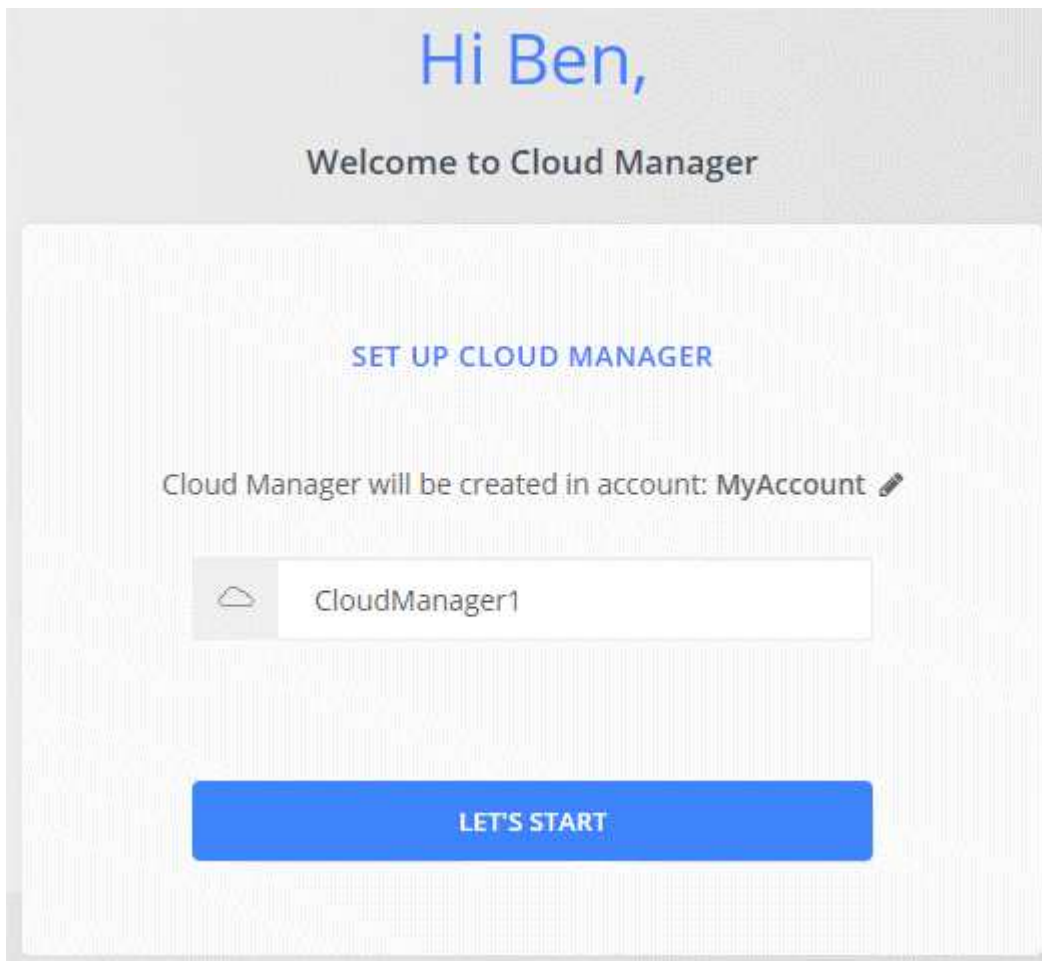 Hi Ben,
Welcome to Cloud Manager
SET UP CLOUD MANAGER
Cloud Manager will be created in account: MyAccount
CloudManager1
LET'S START